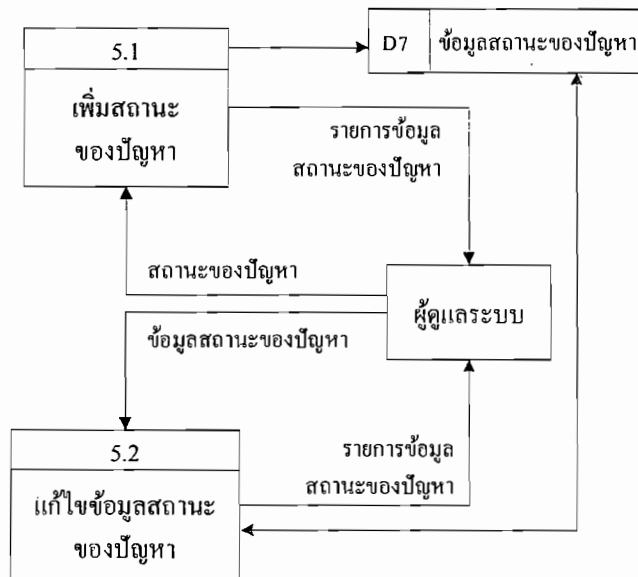 5.1
D7 ข้อมูลสถานะของปัญหา
เพิ่มสถานะ
ของปัญหา
รายการข้อมูล
สถานะของปัญหา
สถานะของปัญหา
ผู้ดูแลระบบ
ข้อมูลสถานะของปัญหา
5.2
รายการข้อมูล
สถานะของปัญหา
แก้ไขข้อมูลสถานะ
ของปัญหา